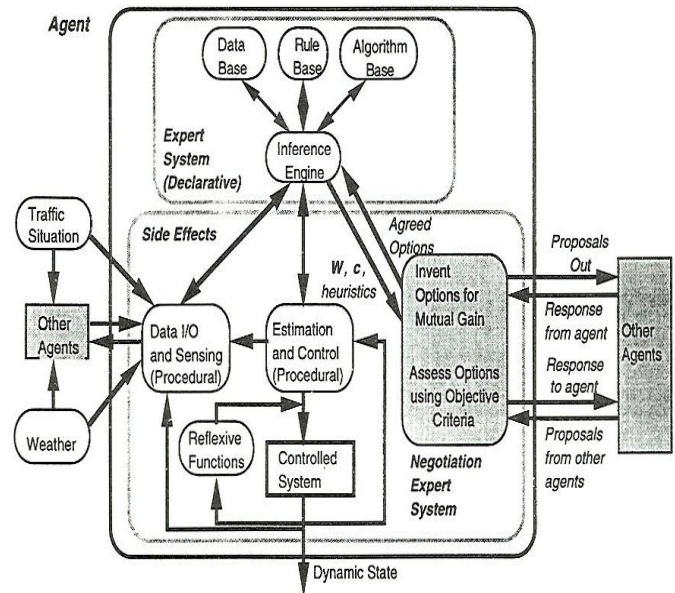 Agent
Data
Base
Rule
Base
Algorithm
Base
Expert
System
(Declarative)
Inference
Engine
Traffic
Situation
Side Effects
Agreed
Options
W, c,
heuristics
Proposals
Out
Invent
Options for
Mutual Gain
Response
from agent
Other
Agents
Data I/O
and Sensing
(Procedural)
Estimation
and Control
(Procedural)
Assess Options
using Objective
Criteria
Response
to agent
Other
Agents
Weather
Reflexive
Functions
Controlled
System
Negotiation
Expert
System
Proposals
from other
agents
Dynamic State